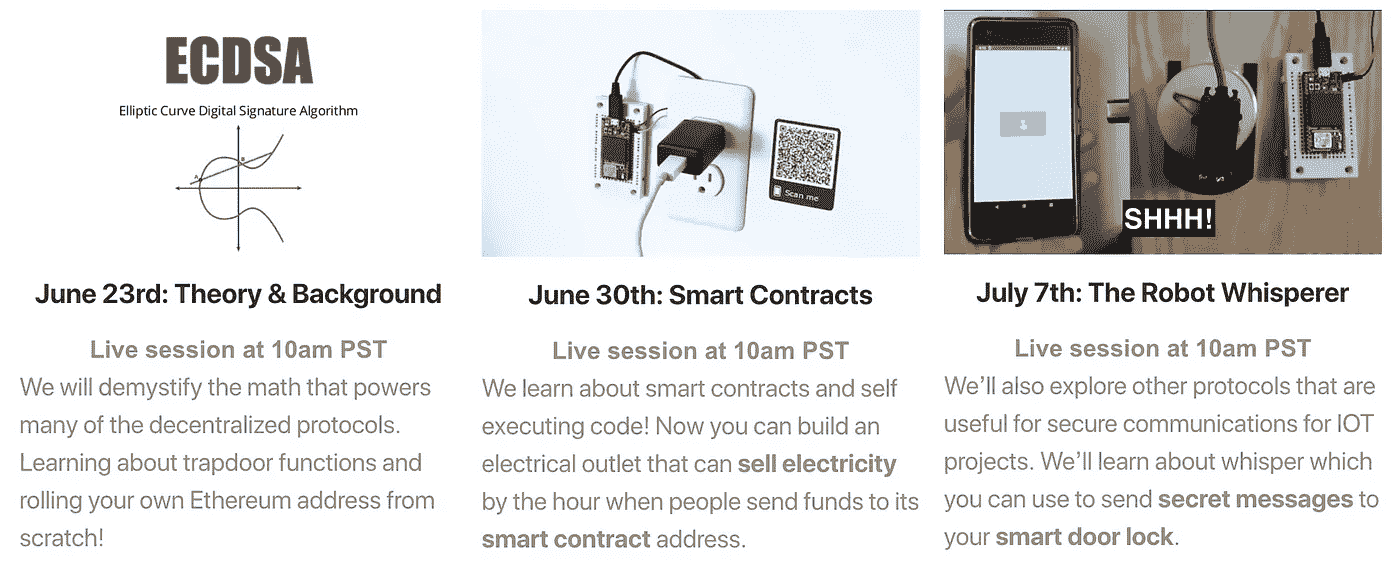 ECDSA
Elliptic Curve Digital Signature Algorithm
June 23rd: Theory & Background
Live session at 10am PST
We will demystify the math that powers
many of the decentralized protocols.
Learning about trapdoor functions and
rolling your own Ethereum address from
scratch!
Scan me
June 30th: Smart Contracts
Live session at 10am PST
We learn about smart contracts and self
executing code! Now you can build an
electrical outlet that can sell electricity
by the hour when people send funds to its
smart contract address.
SHHH!
July 7th: The Robot Whisperer
Live session at 10am PST
We’ll also explore other protocols that are
useful for secure communications for IOT
projects. We’ll learn about whisper which
you can use to send secret messages to
your smart door lock.